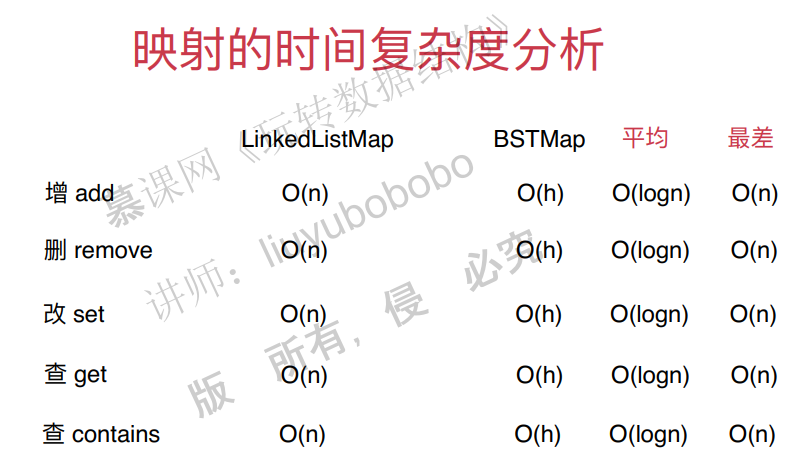 映射的时间复杂度分析
LinkedListMap BSTMap 平均 最差
增 add O(n) O(h) O(logn) O(n)
删 remove O(n) O(h) O(logn) O(n)
改 set O(n) O(h) O(logn) O(n)
查 get O(n) O(h) O(logn) O(n)
查 contains O(n) O(h) O(logn) O(n)
慕课网《玩转数据结构》
讲师：liuyubobobo
版 所有，侵 必究